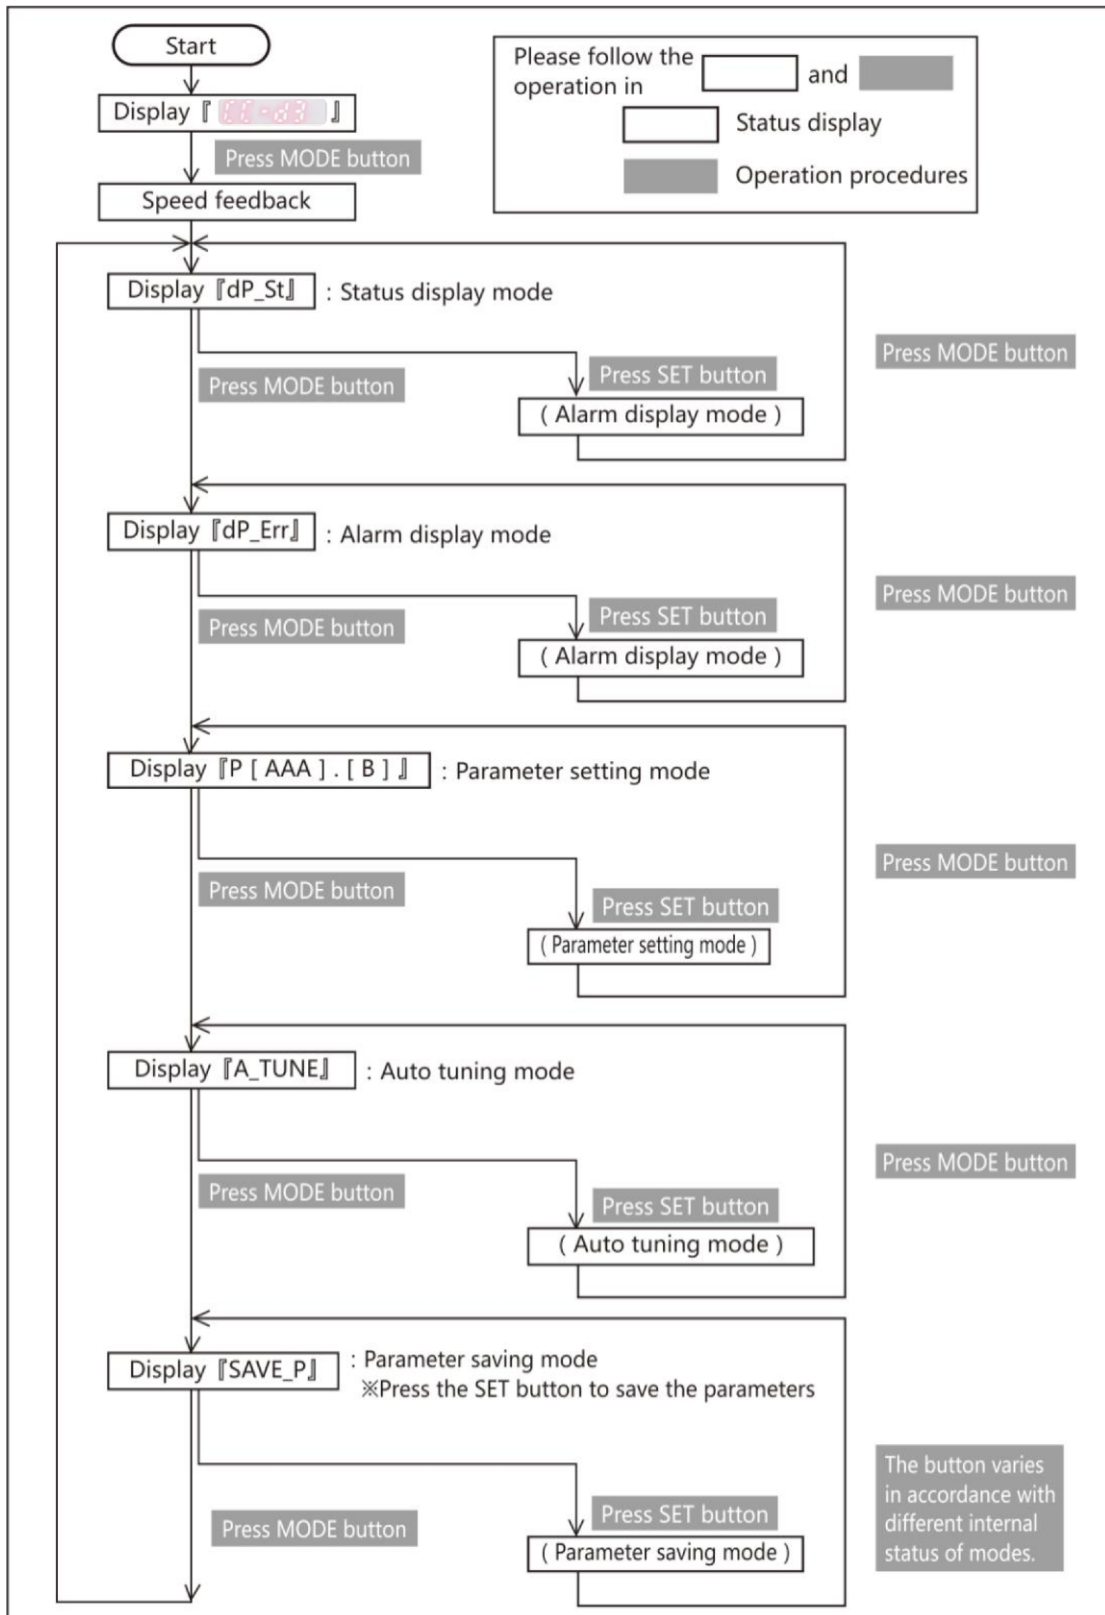 Start
Please follow the
operation in and
Status display
Operation procedures
Display『CC-d3』
Press MODE button
Speed feedback
Display『dP_St』 : Status display mode
Press MODE button
Press MODE button
Press SET button
( Alarm display mode )
Display『dP_Err』 : Alarm display mode
Press MODE button
Press MODE button
Press SET button
( Alarm display mode )
Display『P [ AAA ] . [ B ] 』 : Parameter setting mode
Press MODE button
Press MODE button
Press SET button
( Parameter setting mode )
Display『A_TUNE』 : Auto tuning mode
Press MODE button
Press MODE button
Press SET button
( Auto tuning mode )
Display『SAVE_P』 : Parameter saving mode
※Press the SET button to save the parameters
Press MODE button
Press SET button
( Parameter saving mode )
The button varies
in accordance with
different internal
status of modes.